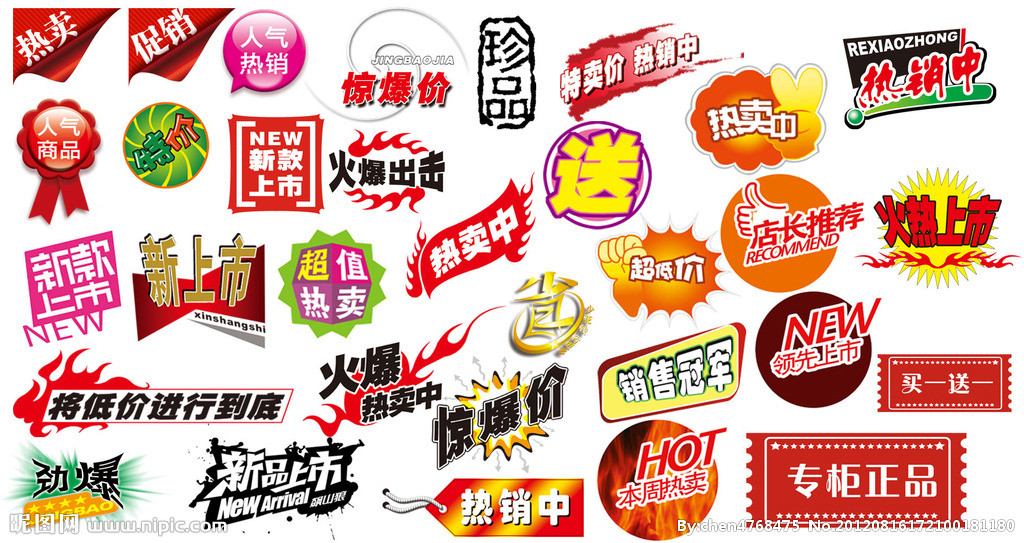 热卖
促销
人气
热销
JINGBAOJIA
惊爆价
珍
品
特卖价 热销中
热卖中
REXIAOZHONG
热销中
人气
商品
特价
NEW
新款
上市
火爆出击
热卖中
送
店长推荐
RECOMMEND
火热上市
新款
上市
NEW
新上市
xinshangshi
超值
热卖
省
超低价
NEW
领先上市
火爆
热卖中
惊爆价
销售冠军
买一送一
将低价进行到底
劲爆
新品上市
New Arrival
热销中
HOT
本周热卖
专柜正品
昵图网 www.nipic.com
By:chen4768475 No.20120816172100181180